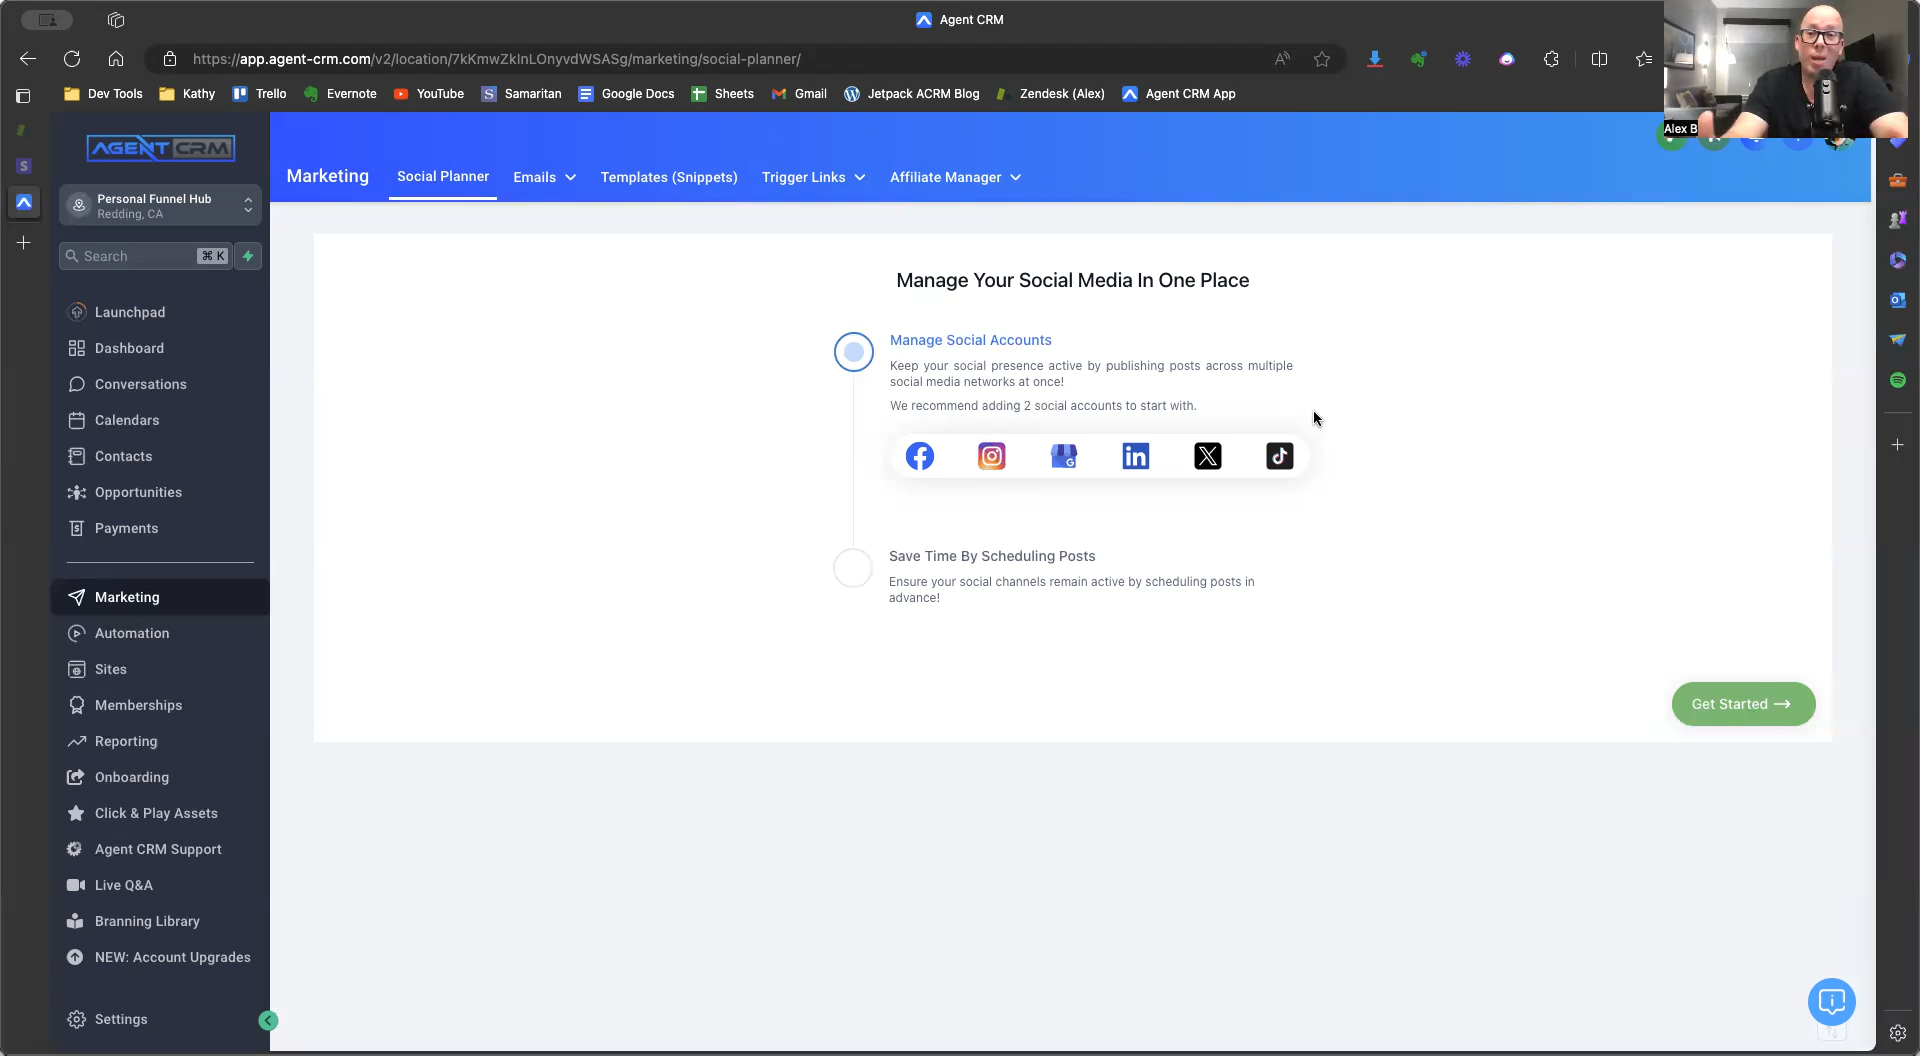 Agent CRM
https://app.agent-crm.com/v2/location/7kKmwZkInLOnyvdWSASg/marketing/social-planner/
Dev Tools
Kathy
Trello
Evernote
YouTube
Samaritan
Google Docs
Sheets
Gmail
Jetpack ACRM Blog
Zendesk (Alex)
Agent CRM App
Alex B
AGENT CRM
Personal Funnel Hub
Redding, CA
Search
⌘ K
Launchpad
Dashboard
Conversations
Calendars
Contacts
Opportunities
Payments
Marketing
Automation
Sites
Memberships
Reporting
Onboarding
Click & Play Assets
Agent CRM Support
Live Q&A
Branning Library
NEW: Account Upgrades
Settings
Marketing
Social Planner
Emails
Templates (Snippets)
Trigger Links
Affiliate Manager
Manage Your Social Media In One Place
Manage Social Accounts
Keep your social presence active by publishing posts across multiple
social media networks at once!
We recommend adding 2 social accounts to start with.
Save Time By Scheduling Posts
Ensure your social channels remain active by scheduling posts in
advance!
Get Started →